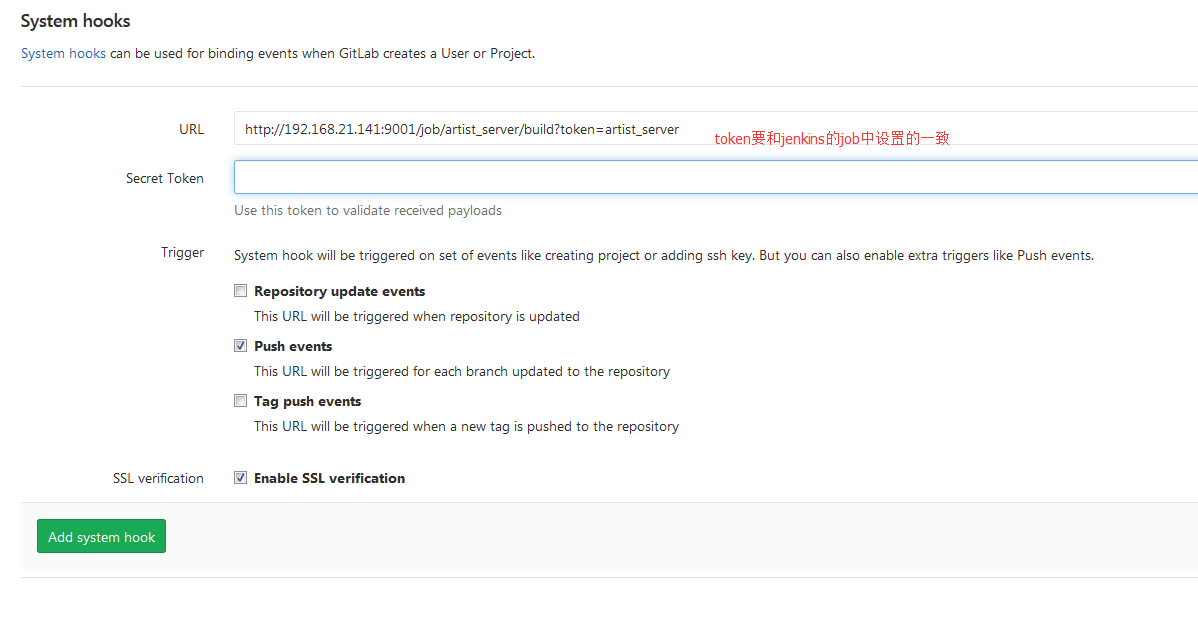 System hooks
System hooks can be used for binding events when GitLab creates a User or Project.
URL
http://192.168.21.141:9001/job/artist_server/build?token=artist_server
token要和jenkins的job中设置的一致
Secret Token
Use this token to validate received payloads
Trigger
System hook will be triggered on set of events like creating project or adding ssh key. But you can also enable extra triggers like Push events.
Repository update events
This URL will be triggered when repository is updated
Push events
This URL will be triggered for each branch updated to the repository
Tag push events
This URL will be triggered when a new tag is pushed to the repository
SSL verification
Enable SSL verification
Add system hook